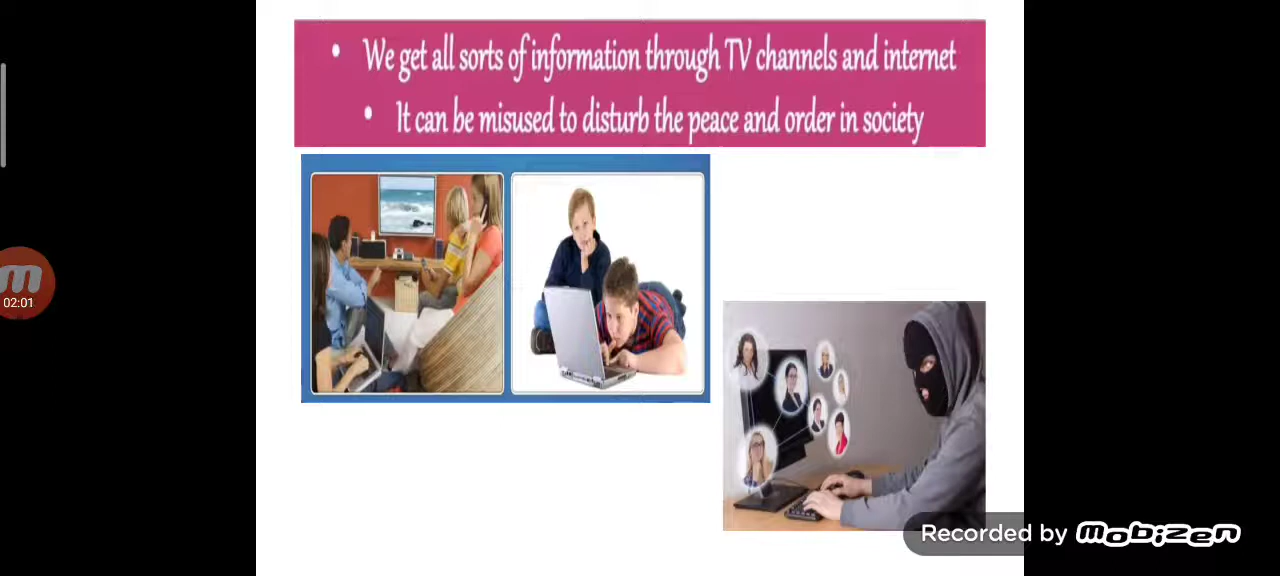 • We get all sorts of information through TV channels and internet
• It can be misused to disturb the peace and order in society
02:01
Recorded by Mobizen